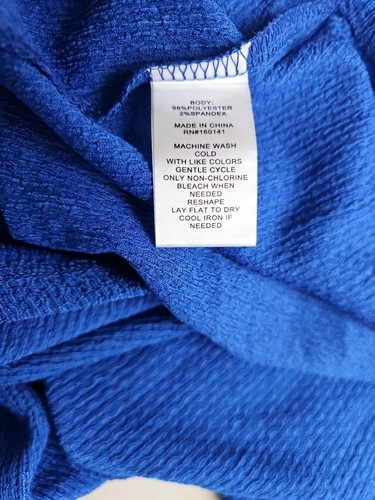 BODY:
98%POLYESTER
2%SPANDEX
MADE IN CHINA
RN#160141
MACHINE WASH
COLD
WITH LIKE COLORS
GENTLE CYCLE
ONLY NON-CHLORINE
BLEACH WHEN
NEEDED
RESHAPE
LAY FLAT TO DRY
COOL IRON IF
NEEDED